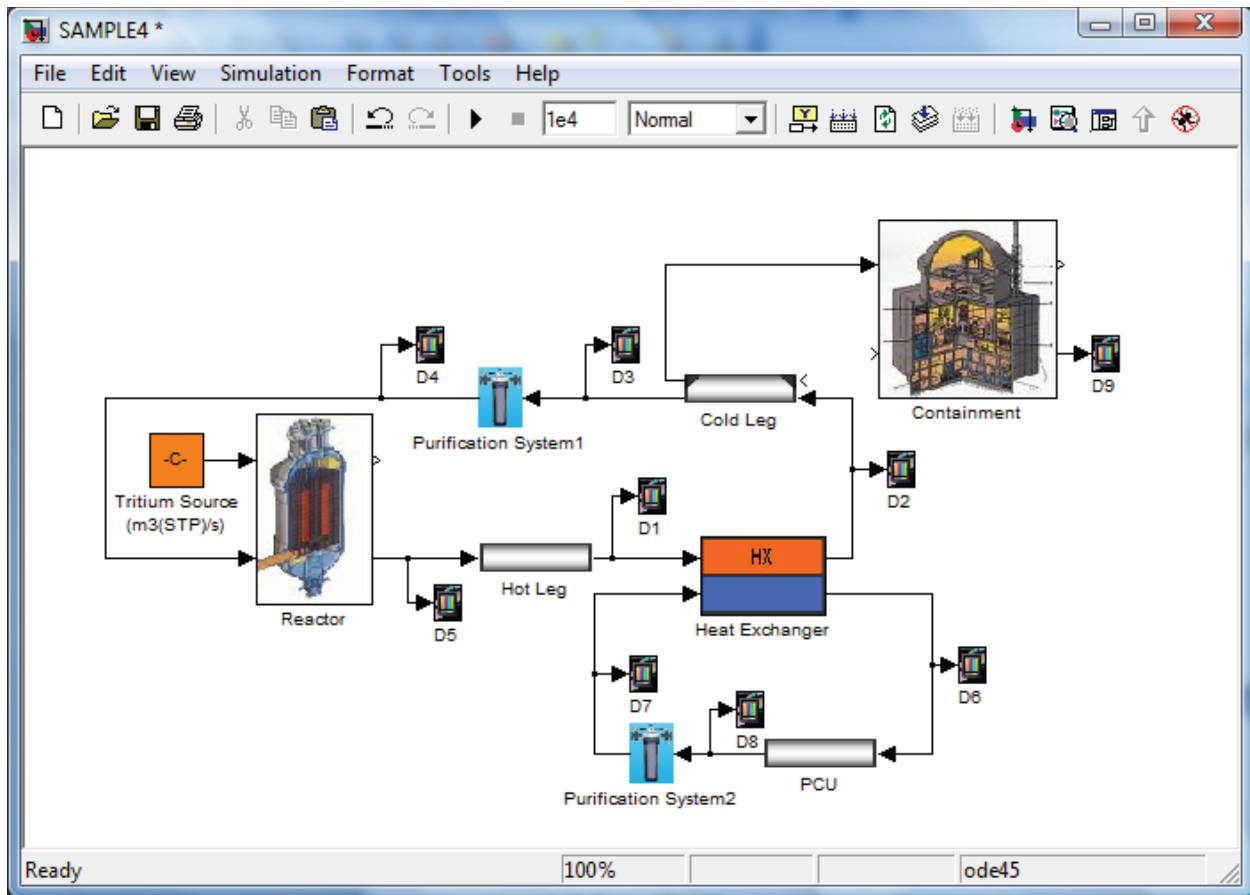 SAMPLE4 *
File Edit View Simulation Format Tools Help
1e4 Normal
D4
D3
Purification System1
Cold Leg
Containment
D9
-C-
Tritium Source
(m3(STP)/s)
D1
D2
HX
Reactor
D5
Hot Leg
Heat Exchanger
D7
D8
D6
Purification System2
PCU
Ready 100% ode45